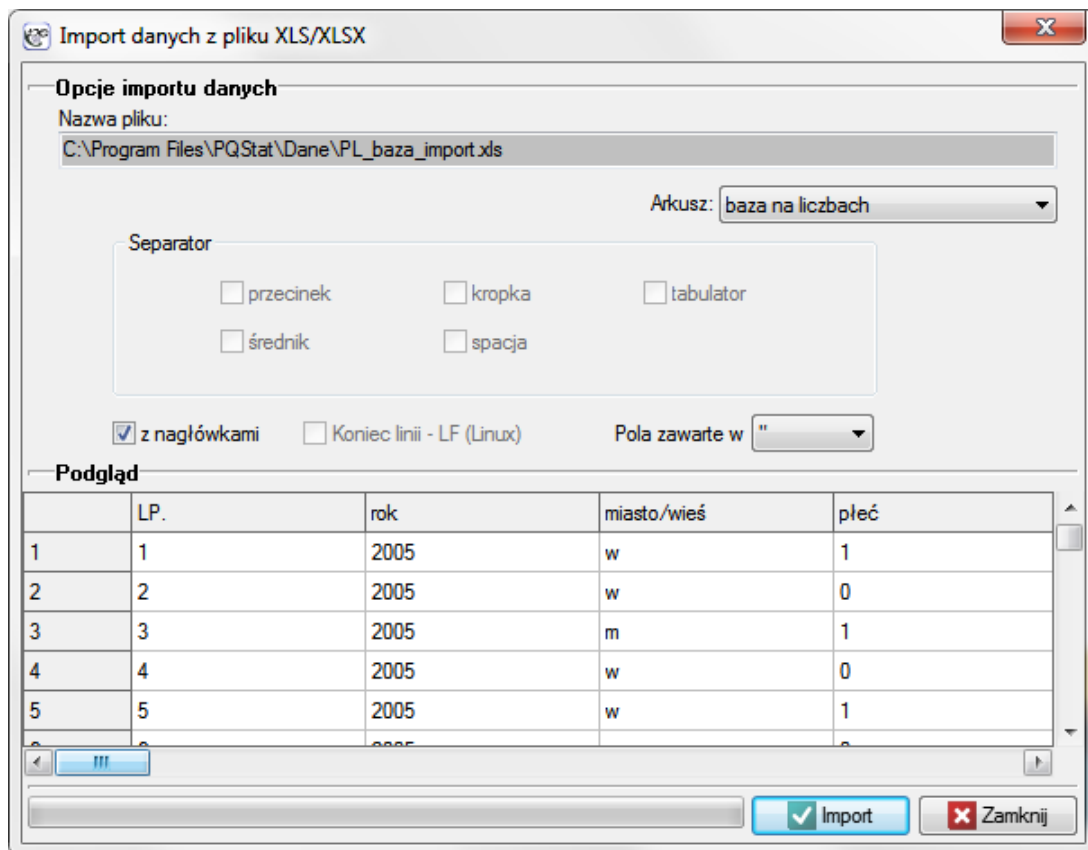 Import danych z pliku XLS/XLSX
Opcje importu danych
Nazwa pliku:
C:\Program Files\PQStat\Dane\PL_baza_import.xls
Arkusz: baza na liczbach
Separator
przecinek kropka tabulator
średnik spacja
z nagłówkami Koniec linii - LF (Linux) Pola zawarte w "
Podgląd
LP. rok miasto/wieś płeć
1 1 2005 w 1
2 2 2005 w 0
3 3 2005 m 1
4 4 2005 w 0
5 5 2005 w 1
Import Zamknij